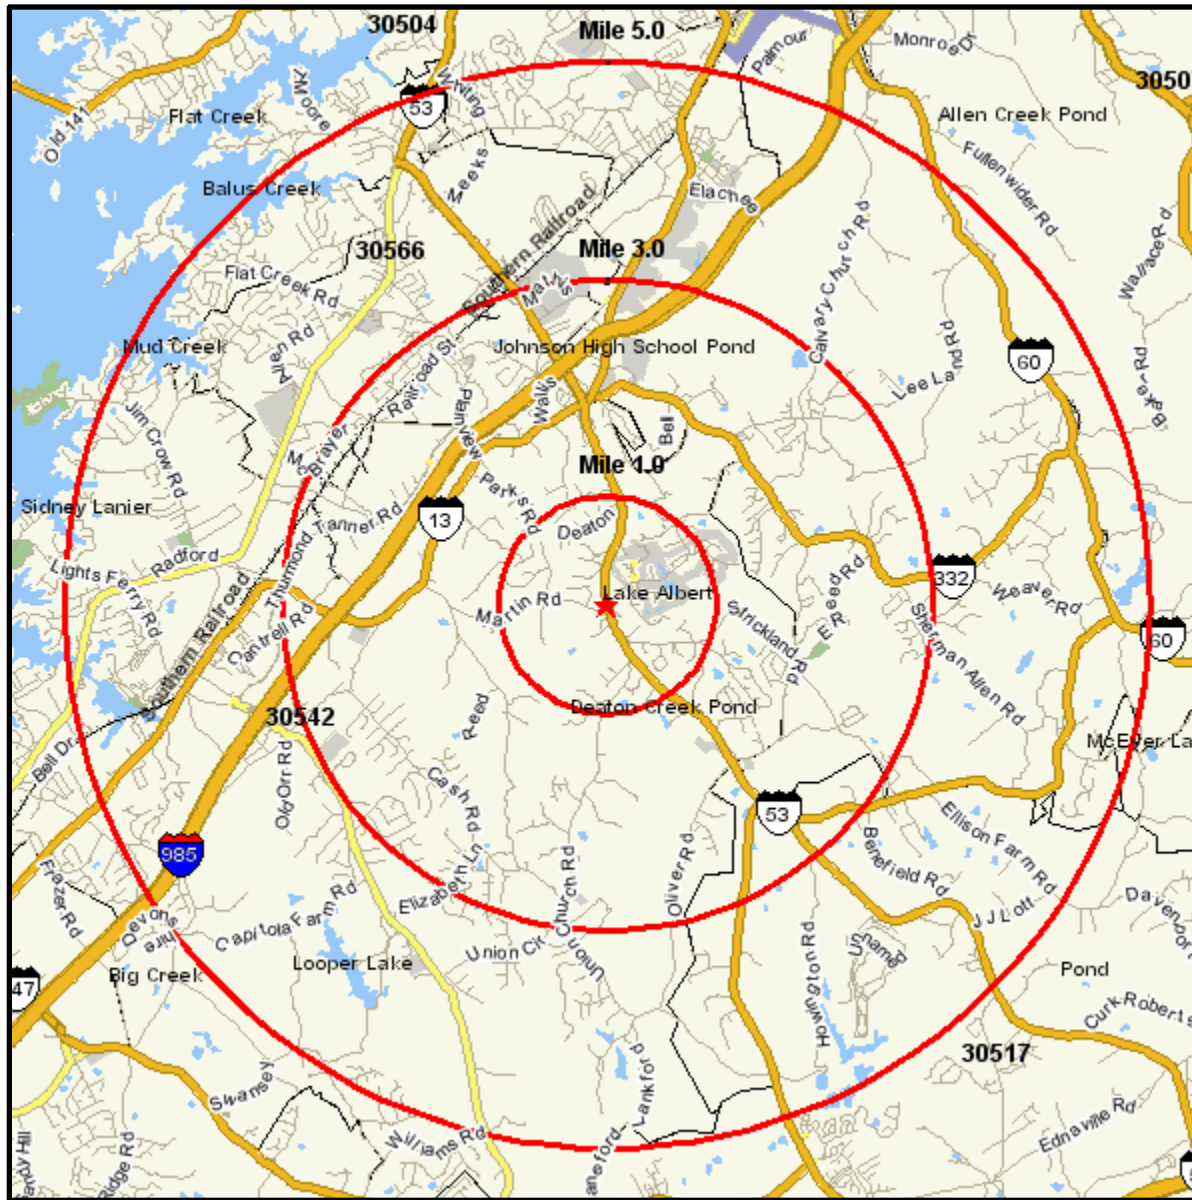 30504
Mile 5.0
Palmour
Monroe Dr
3050
Whiting
53
Moore
Flat Creek
Old 141
Allen Creek Pond
Fullenwider Rd
Meeks
Balus Creek
Elachee
Wallace Rd
Calvary Church Rd
Southern Railroad
Mile 3.0
30566
Flat Creek Rd
Mathis
Mud Creek
Allen Rd
Railroad St
Johnson High School Pond
60
Lee Land Rd
Baker Rd
Jim Crow Rd
Plainview
Walls
Bell
McBrayer
Mile 1.0
Sidney Lanier
Parks Rd
Tanner Rd
13
Deaton
Radford
Thurmond
Lights Ferry Rd
332
Weaver Rd
E Reed Rd
Lake Albert
Martin Rd
Strickland Rd
Cantrell Rd
Southern Railroad
60
Sherman Allen Rd
30542
Reed
Deaton Creek Pond
McEver La
Bell Dr
Old Orr Rd
Cash Rd
53
Ellison Farm Rd
985
Benefield Rd
Oliver Rd
Frazer Rd
Elizabeth Ln
Capitola Farm Rd
Devonshire
J J Lott
Davenpor
Union Cir
Union Church Rd
Howington Rd
Looper Lake
Big Creek
Pond
47
30517
Lankford
Swansey
Williams Rd
Ednaville Rd
Ridge Rd